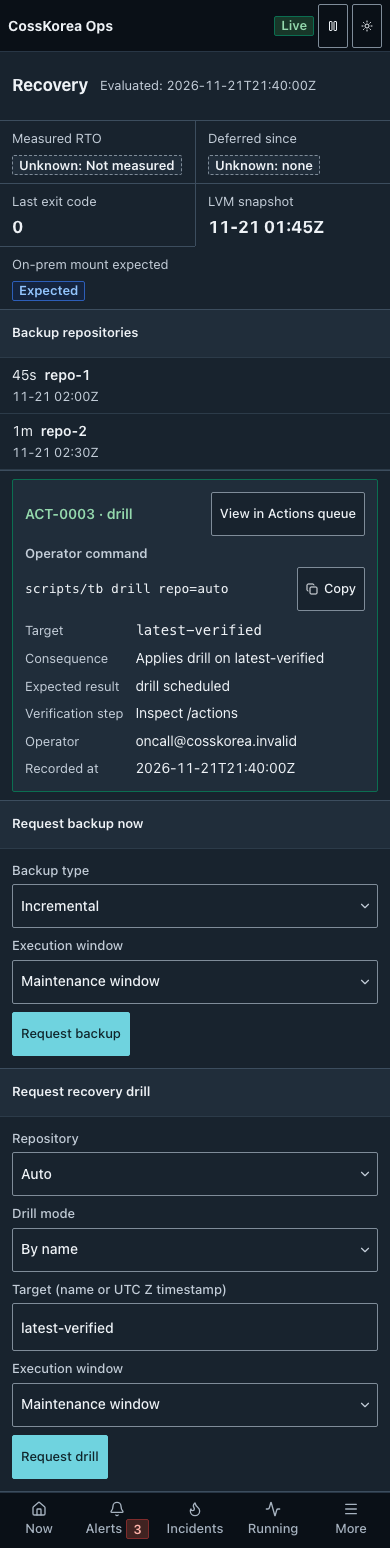 CossKorea Ops
Live
Recovery Evaluated: 2026-11-21T21:40:00Z
Measured RTO
Unknown: Not measured
Deferred since
Unknown: none
Last exit code
0
LVM snapshot
11-21 01:45Z
On-prem mount expected
Expected
Backup repositories
45s repo-1
11-21 02:00Z
1m repo-2
11-21 02:30Z
ACT-0003 · drill
View in Actions queue
Operator command
scripts/tb drill repo=auto
Copy
Target latest-verified
Consequence Applies drill on latest-verified
Expected result drill scheduled
Verification step Inspect /actions
Operator oncall@cosskorea.invalid
Recorded at 2026-11-21T21:40:00Z
Request backup now
Backup type
Incremental
Execution window
Maintenance window
Request backup
Request recovery drill
Repository
Auto
Drill mode
By name
Target (name or UTC Z timestamp)
latest-verified
Execution window
Maintenance window
Request drill
Now
Alerts 3
Incidents
Running
More